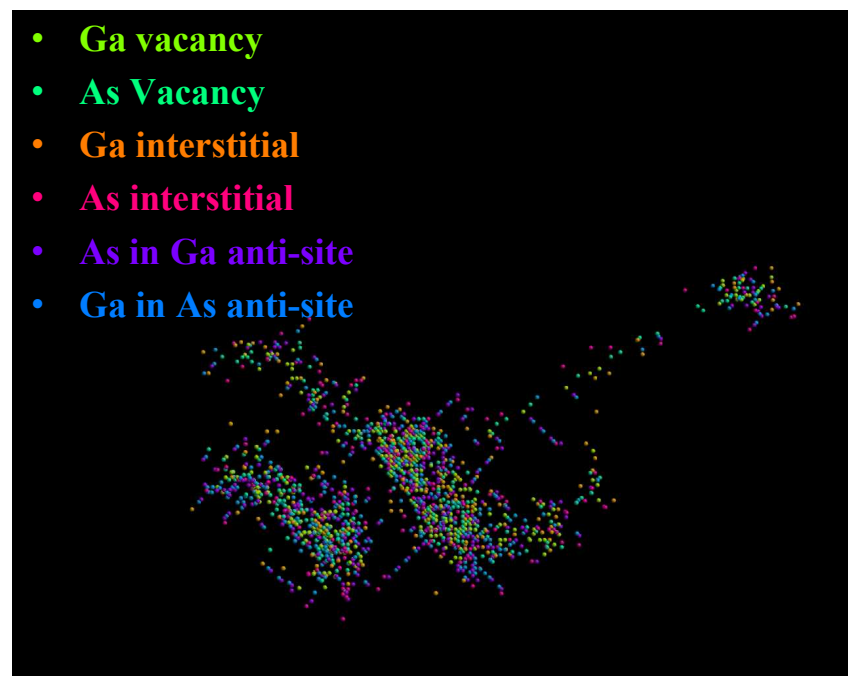 • Ga vacancy
• As Vacancy
• Ga interstitial
• As interstitial
• As in Ga anti-site
• Ga in As anti-site